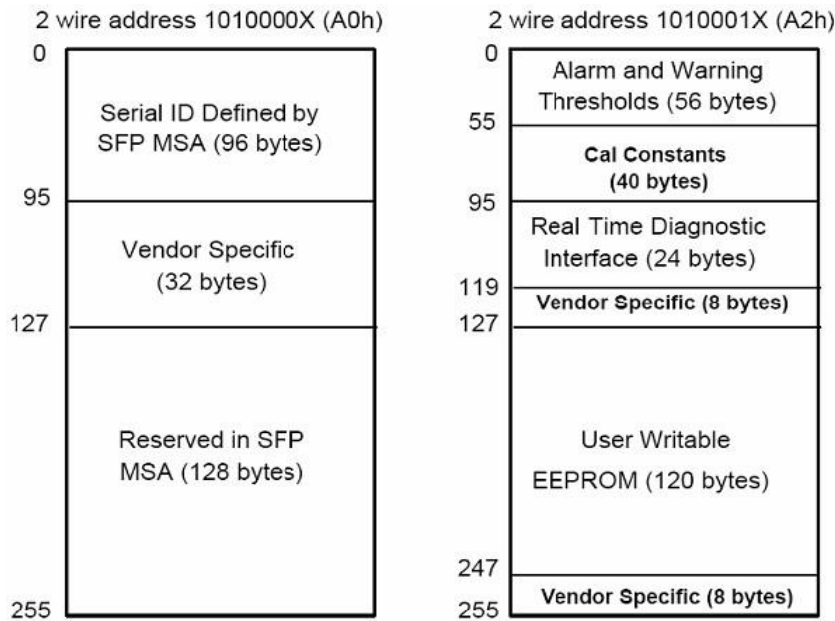 2 wire address 1010000X (A0h)
0
Serial ID Defined by
SFP MSA (96 bytes)
95
Vendor Specific
(32 bytes)
127
Reserved in SFP
MSA (128 bytes)
255
2 wire address 1010001X (A2h)
0
Alarm and Warning
Thresholds (56 bytes)
55
Cal Constants
(40 bytes)
95
Real Time Diagnostic
Interface (24 bytes)
119
Vendor Specific (8 bytes)
127
User Writable
EEPROM (120 bytes)
247
Vendor Specific (8 bytes)
255